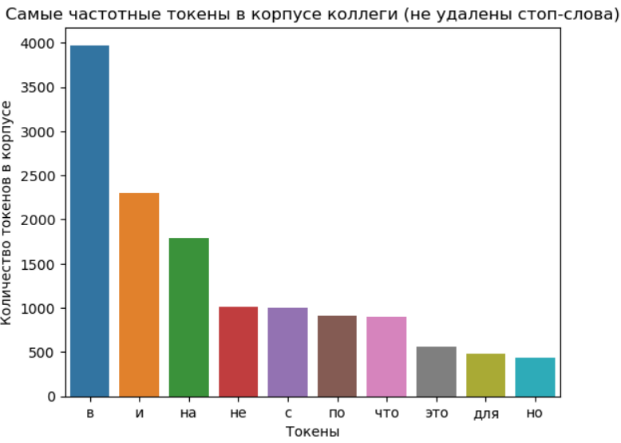 Самые частотные токены в корпусе коллеги (не удалены стоп-слова)
Количество токенов в корпусе
4000
3500
3000
2500
2000
1500
1000
500
0
в и на не с по что это для но
Токены